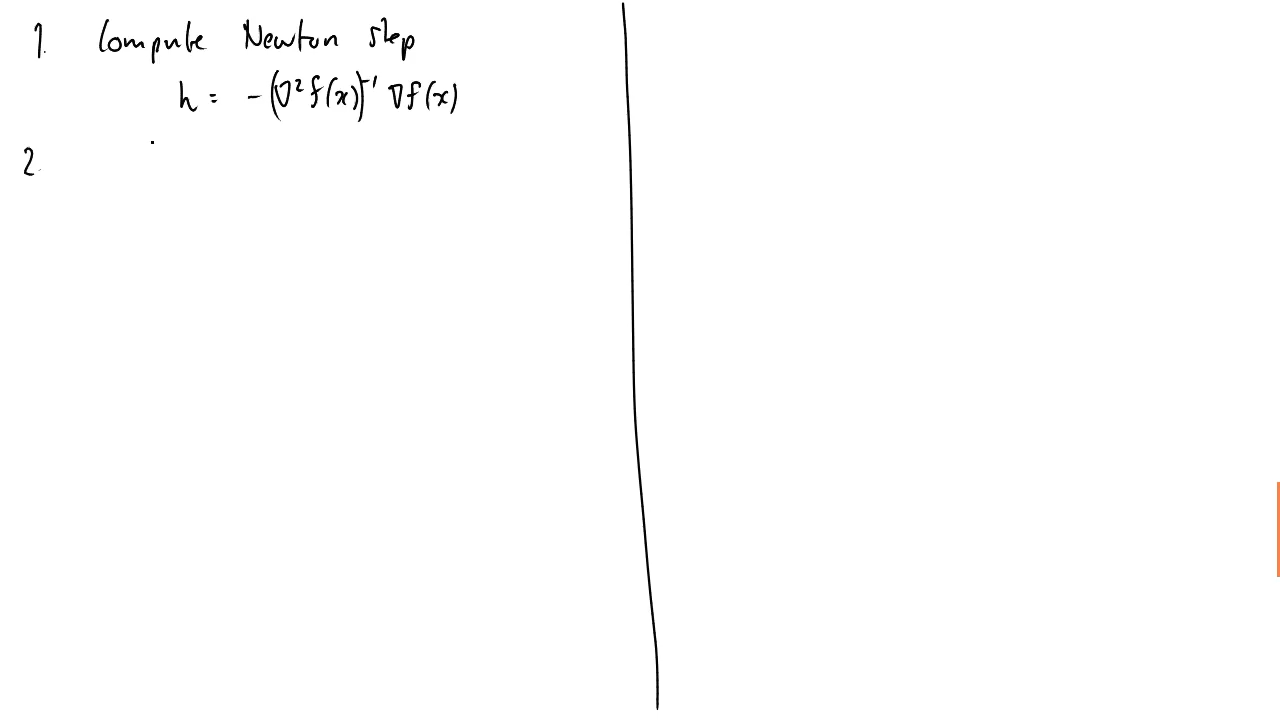 1. Compute Newton step
h = -(∇²f(x))⁻¹ ∇f(x)
2.